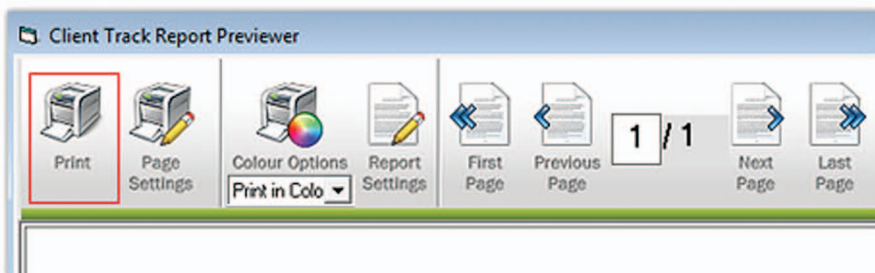 Client Track Report Previewer
Print
Page
Settings
Colour Options
Print in Colo
Report
Settings
First
Page
Previous
Page
1 / 1
Next
Page
Last
Page